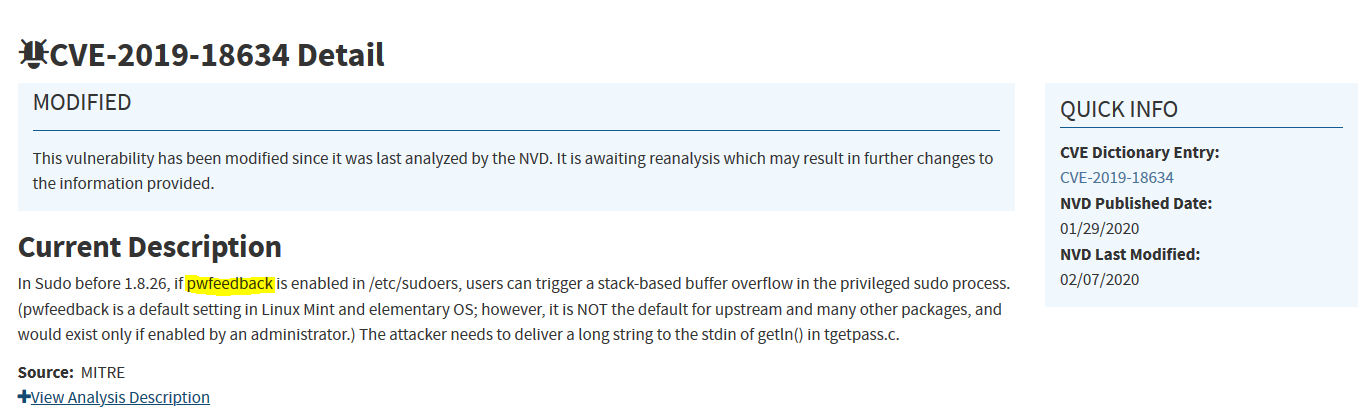 CVE-2019-18634 Detail
MODIFIED
This vulnerability has been modified since it was last analyzed by the NVD. It is awaiting reanalysis which may result in further changes to
the information provided.
Current Description
In Sudo before 1.8.26, if pwfeedback is enabled in /etc/sudoers, users can trigger a stack-based buffer overflow in the privileged sudo process.
(pwfeedback is a default setting in Linux Mint and elementary OS; however, it is NOT the default for upstream and many other packages, and
would exist only if enabled by an administrator.) The attacker needs to deliver a long string to the stdin of getln() in tgetpass.c.
Source: MITRE
+View Analysis Description
QUICK INFO
CVE Dictionary Entry:
CVE-2019-18634
NVD Published Date:
01/29/2020
NVD Last Modified:
02/07/2020